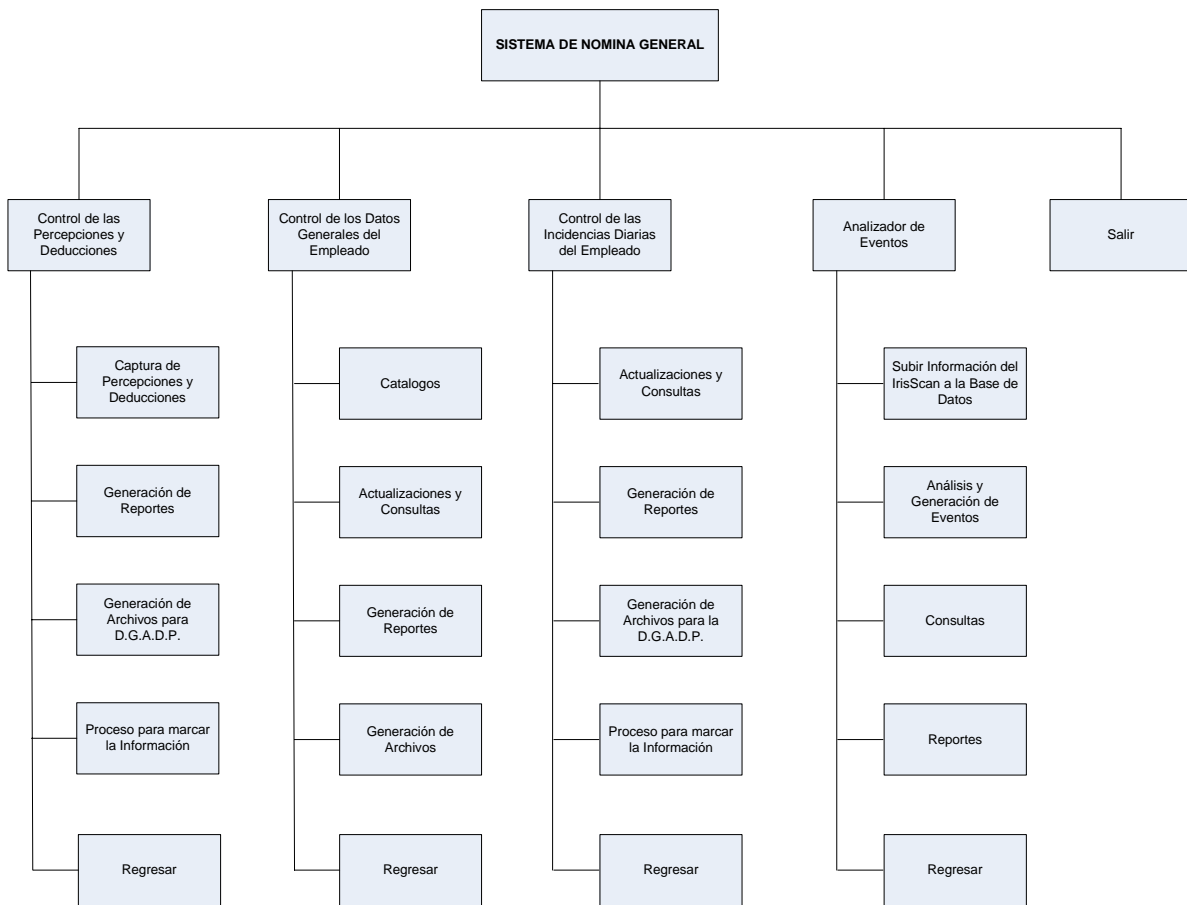 SISTEMA DE NOMINA GENERAL
Control de las
Percepciones y
Deducciones
Control de los Datos
Generales del
Empleado
Control de las
Incidencias Diarias
del Empleado
Analizador de
Eventos
Salir
Captura de
Percepciones y
Deducciones
Catalogos
Actualizaciones y
Consultas
Subir Información del
IrisScan a la Base de
Datos
Generación de
Reportes
Actualizaciones y
Consultas
Generación de
Reportes
Análisis y
Generación de
Eventos
Generación de
Archivos para
D.G.A.D.P.
Generación de
Reportes
Generación de
Archivos para la
D.G.A.D.P.
Consultas
Proceso para marcar
la Información
Generación de
Archivos
Proceso para marcar
la Información
Reportes
Regresar
Regresar
Regresar
Regresar